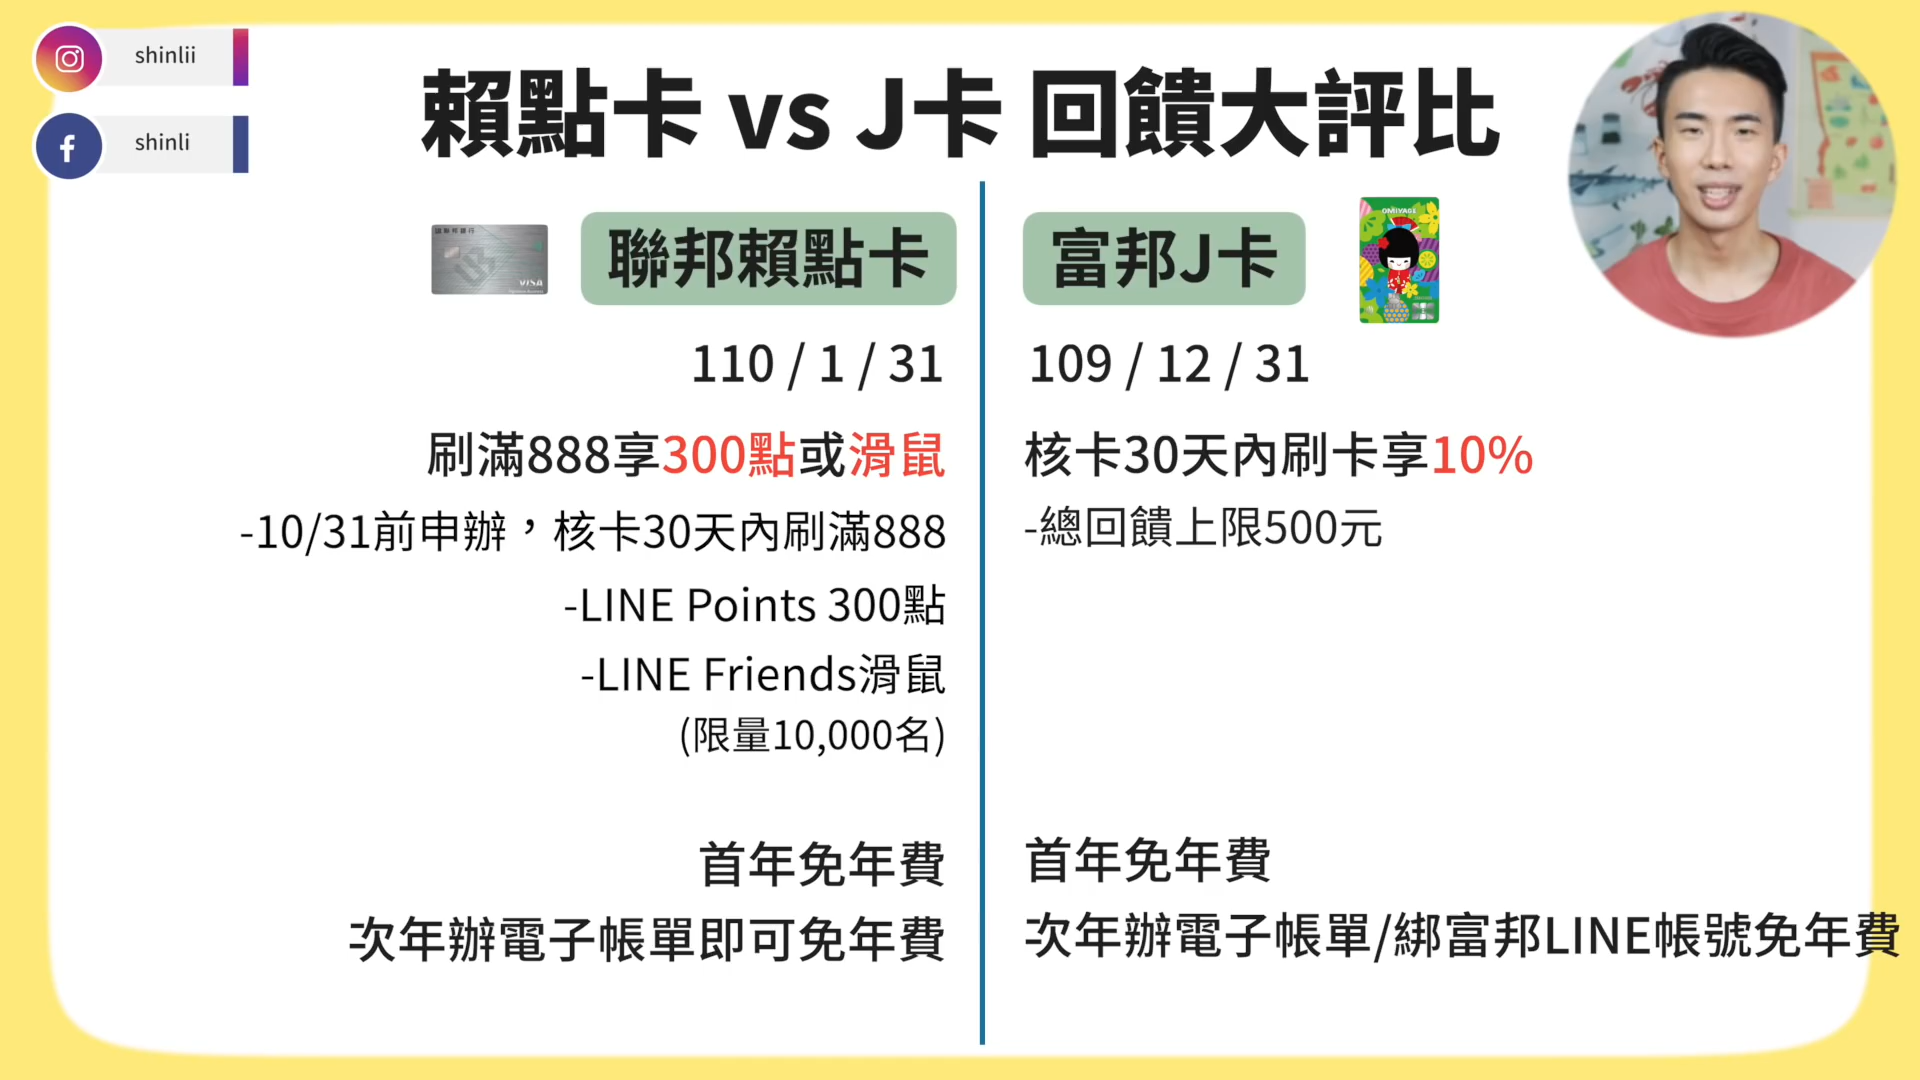 shinlii
shinli
賴點卡 vs J卡 回饋大評比
聯邦賴點卡
VISA
110 / 1 / 31
刷滿888享300點或滑鼠
-10/31前申辦，核卡30天內刷滿888
-LINE Points 300點
-LINE Friends滑鼠
(限量10,000名)
首年免年費
次年辦電子帳單即可免年費
富邦J卡
OMIYAGE
109 / 12 / 31
核卡30天內刷卡享10%
-總回饋上限500元
首年免年費
次年辦電子帳單/綁富邦LINE帳號免年費